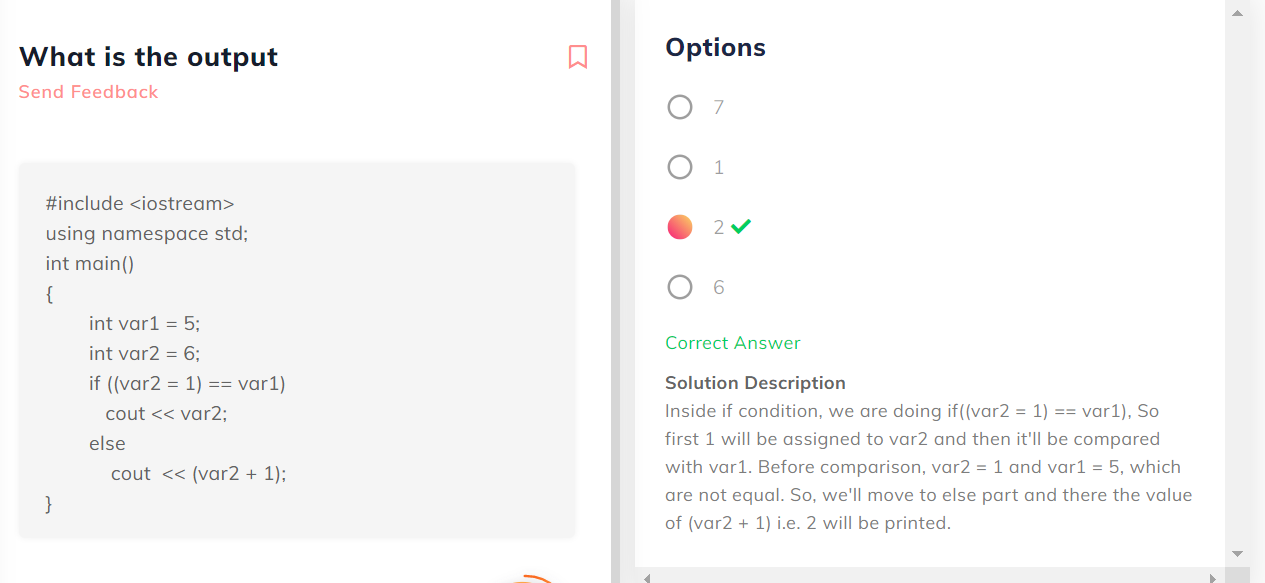 What is the output
Send Feedback
#include <iostream>
using namespace std;
int main()
{
int var1 = 5;
int var2 = 6;
if ((var2 = 1) == var1)
cout << var2;
else
cout  << (var2 + 1);
}
Options
7
1
2
6
Correct Answer
Solution Description
Inside if condition, we are doing if((var2 = 1) == var1), So
first 1 will be assigned to var2 and then it'll be compared
with var1. Before comparison, var2 = 1 and var1 = 5, which
are not equal. So, we'll move to else part and there the value
of (var2 + 1) i.e. 2 will be printed.